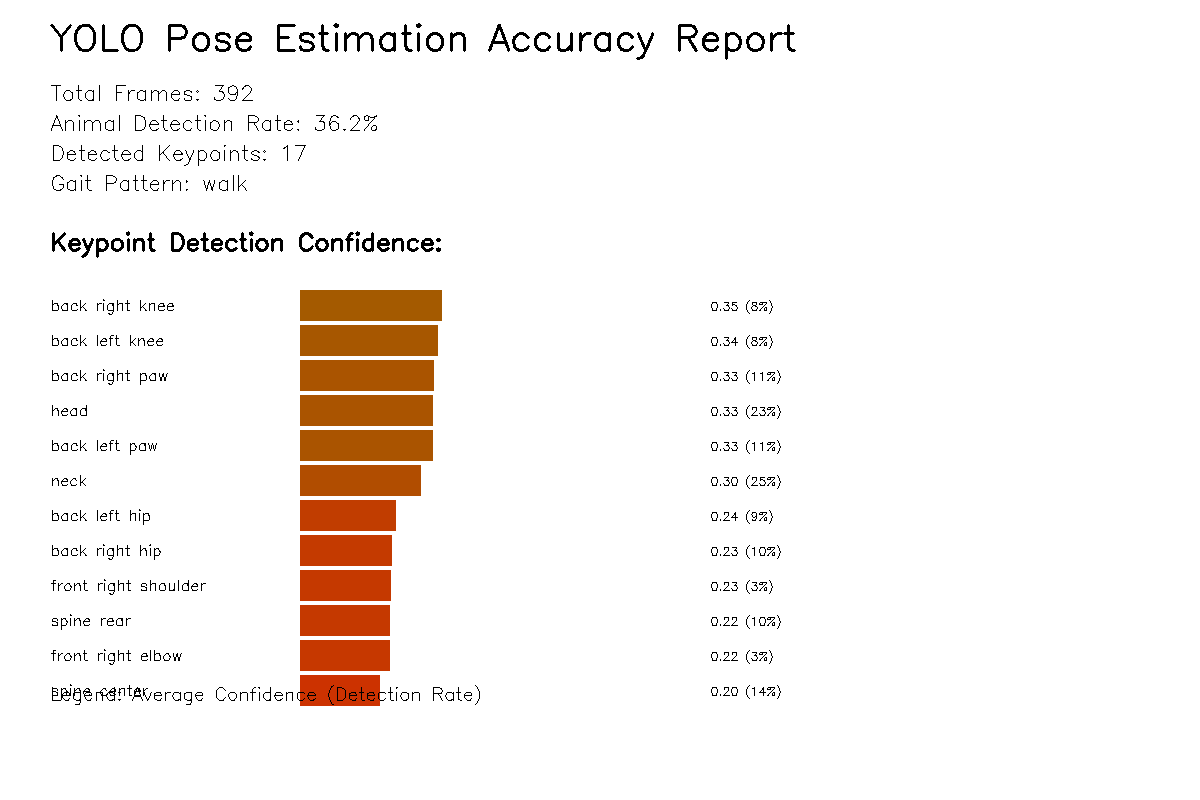 YOLO Pose Estimation Accuracy Report
Total Frames: 392
Animal Detection Rate: 36.2%
Detected Keypoints: 17
Gait Pattern: walk
Keypoint Detection Confidence:
back right knee 0.35 (8%)
back left knee 0.34 (8%)
back right paw 0.33 (11%)
head 0.33 (23%)
back left paw 0.33 (11%)
neck 0.30 (25%)
back left hip 0.24 (9%)
back right hip 0.23 (10%)
front right shoulder 0.23 (3%)
spine rear 0.22 (10%)
front right elbow 0.22 (3%)
spine center 0.20 (14%)
Legend: Average Confidence (Detection Rate)